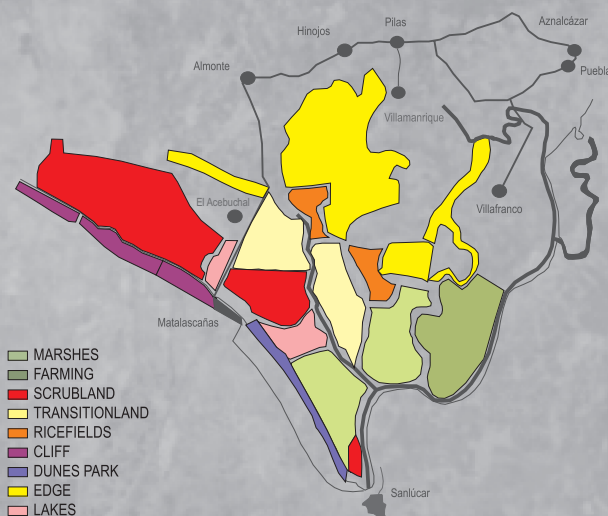 Aznalcázar
Pilas
Hinojos
Almonte
Puebla
Villamanrique
El Acebuchal
Villafranco
Matalascañas
MARSHES
FARMING
SCRUBLAND
TRANSITIONLAND
RICEFIELDS
CLIFF
DUNES PARK
EDGE
LAKES
Sanlúcar